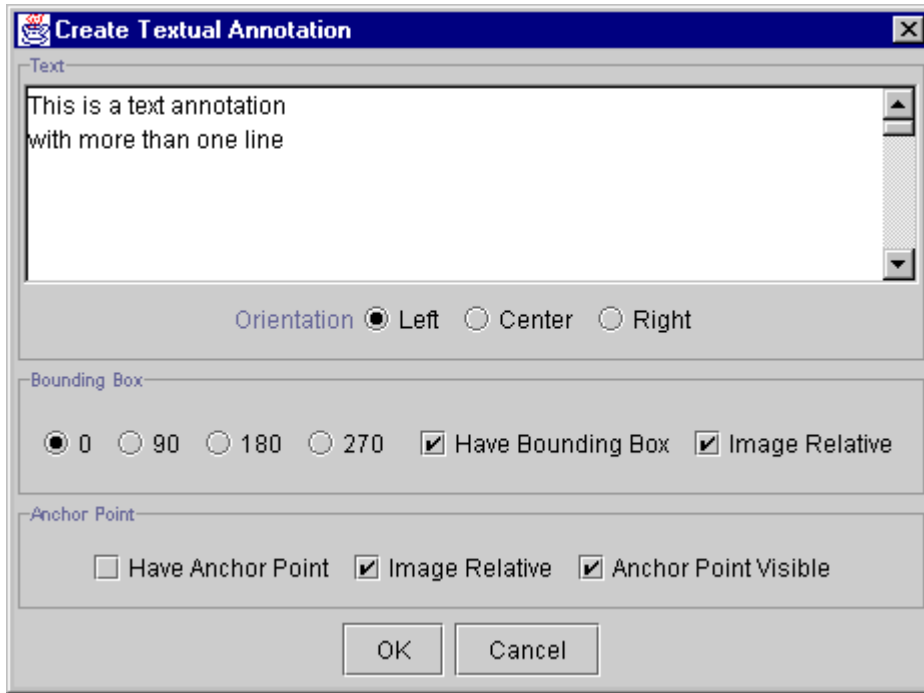 Create Textual Annotation
Text
This is a text annotation
with more than one line
Orientation Left Center Right
Bounding Box
0 90 180 270 Have Bounding Box Image Relative
Anchor Point
Have Anchor Point Image Relative Anchor Point Visible
OK Cancel